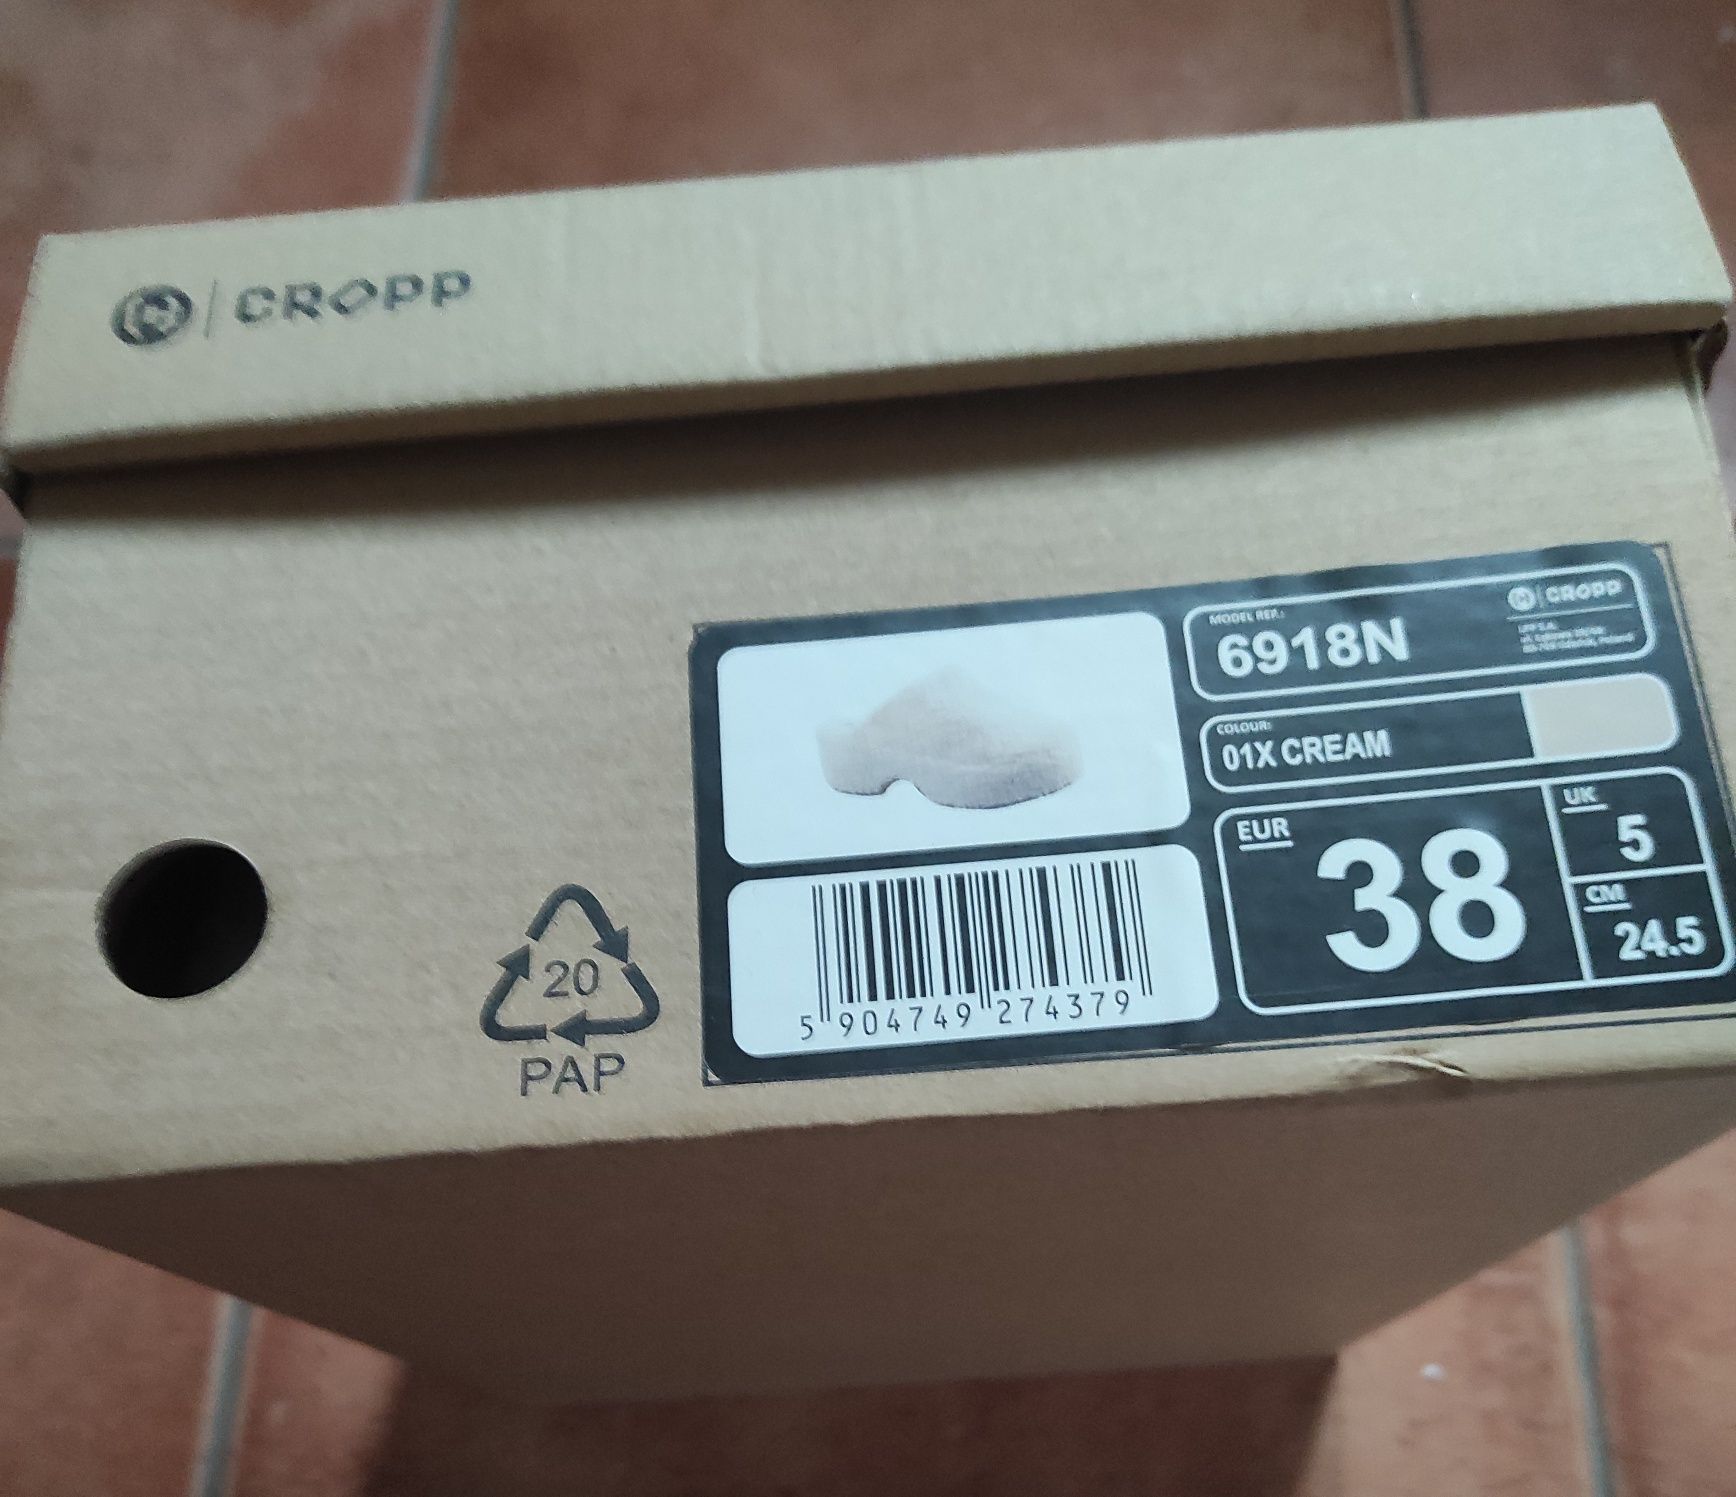 CROPP
MODEL REF.:
6918N
CROPP
LPP S.A.
COLOUR:
01X CREAM
EUR
38
UK
5
CM
24.5
5 904749 274379
20
PAP